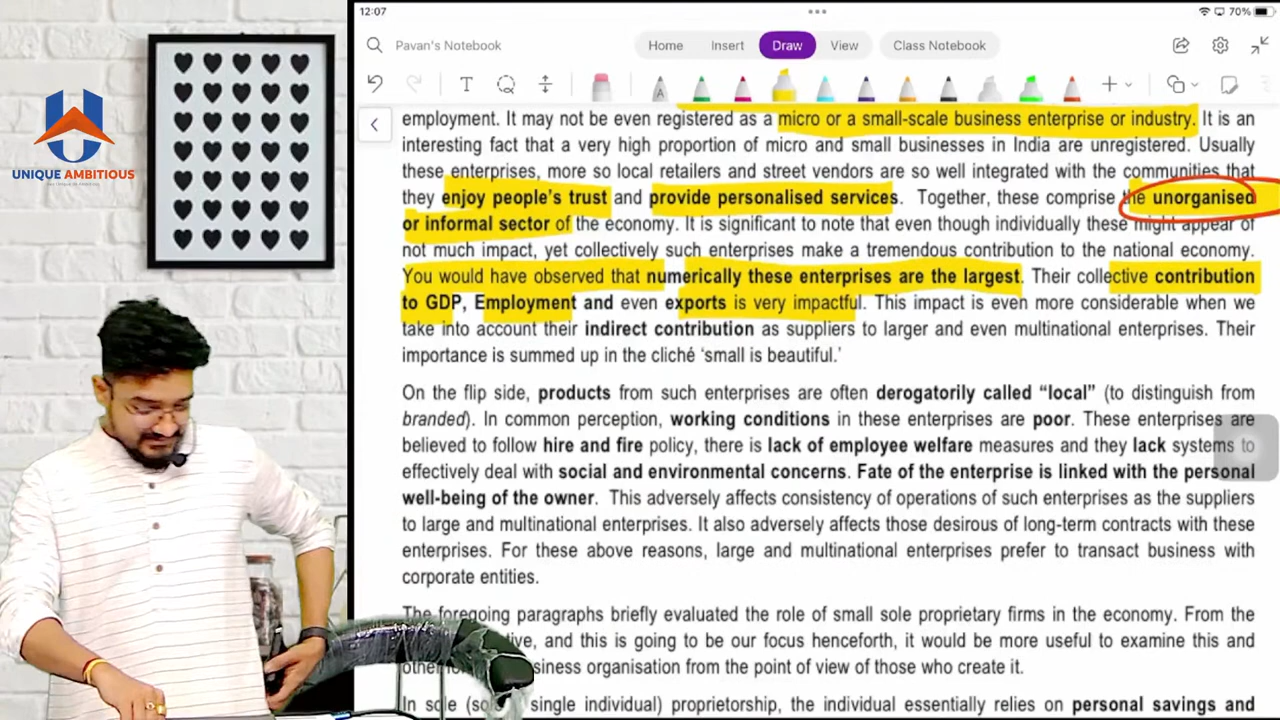 12:07
70%
Pavan's Notebook
Home
Insert
Draw
View
Class Notebook
UNIQUE AMBITIOUS
employment. It may not be even registered as a micro or a small-scale business enterprise or industry. It is an
interesting fact that a very high proportion of micro and small businesses in India are unregistered. Usually
these enterprises, more so local retailers and street vendors are so well integrated with the communities that
they enjoy people's trust and provide personalised services. Together, these comprise the unorganised
or informal sector of the economy. It is significant to note that even though individually these might appear of
not much impact, yet collectively such enterprises make a tremendous contribution to the national economy.
You would have observed that numerically these enterprises are the largest. Their collective contribution
to GDP, Employment and even exports is very impactful. This impact is even more considerable when we
take into account their indirect contribution as suppliers to larger and even multinational enterprises. Their
importance is summed up in the cliché 'small is beautiful.'
On the flip side, products from such enterprises are often derogatorily called "local" (to distinguish from
branded). In common perception, working conditions in these enterprises are poor. These enterprises are
believed to follow hire and fire policy, there is lack of employee welfare measures and they lack systems to
effectively deal with social and environmental concerns. Fate of the enterprise is linked with the personal
well-being of the owner. This adversely affects consistency of operations of such enterprises as the suppliers
to large and multinational enterprises. It also adversely affects those desirous of long-term contracts with these
enterprises. For these above reasons, large and multinational enterprises prefer to transact business with
corporate entities.
The foregoing paragraphs briefly evaluated the role of small sole proprietary firms in the economy. From the
and this is going to be our focus henceforth, it would be more useful to examine this and
business organisation from the point of view of those who create it.
In sole single individual) proprietorship, the individual essentially relies on personal savings and